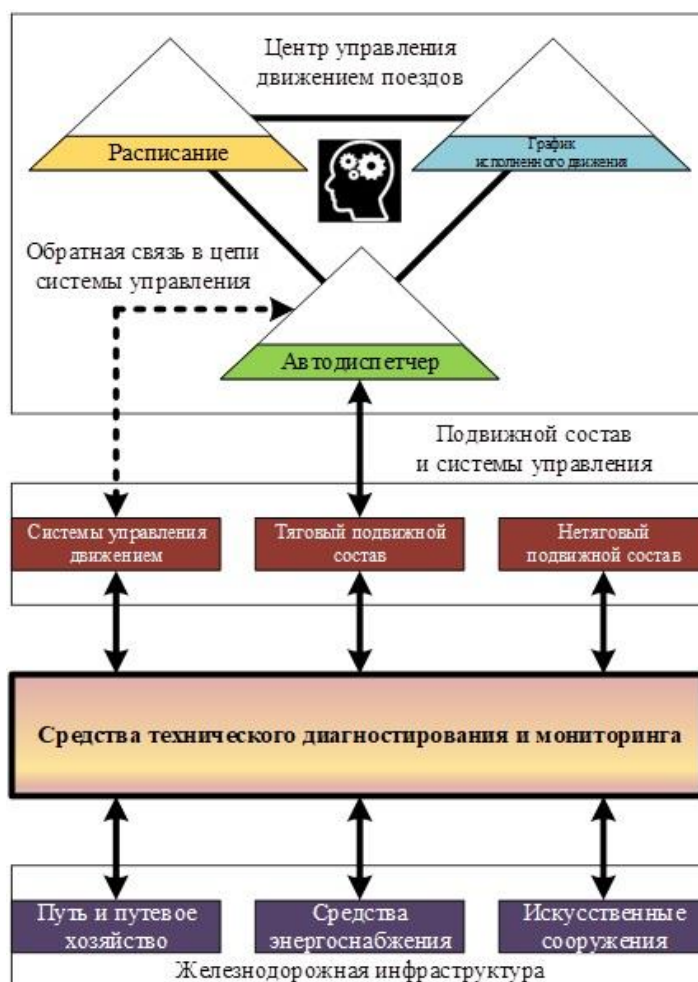 Центр управления
движением поездов
Расписание
График
исполненного движения
Обратная связь в цепи
системы управления
Автодиспетчер
Подвижной состав
и системы управления
Системы управления
движением
Тяговый подвижной
состав
Нетяговый
подвижной состав
Средства технического диагностирования и мониторинга
Путь и путевое
хозяйство
Средства
энергоснабжения
Искусственные
сооружения
Железнодорожная инфраструктура